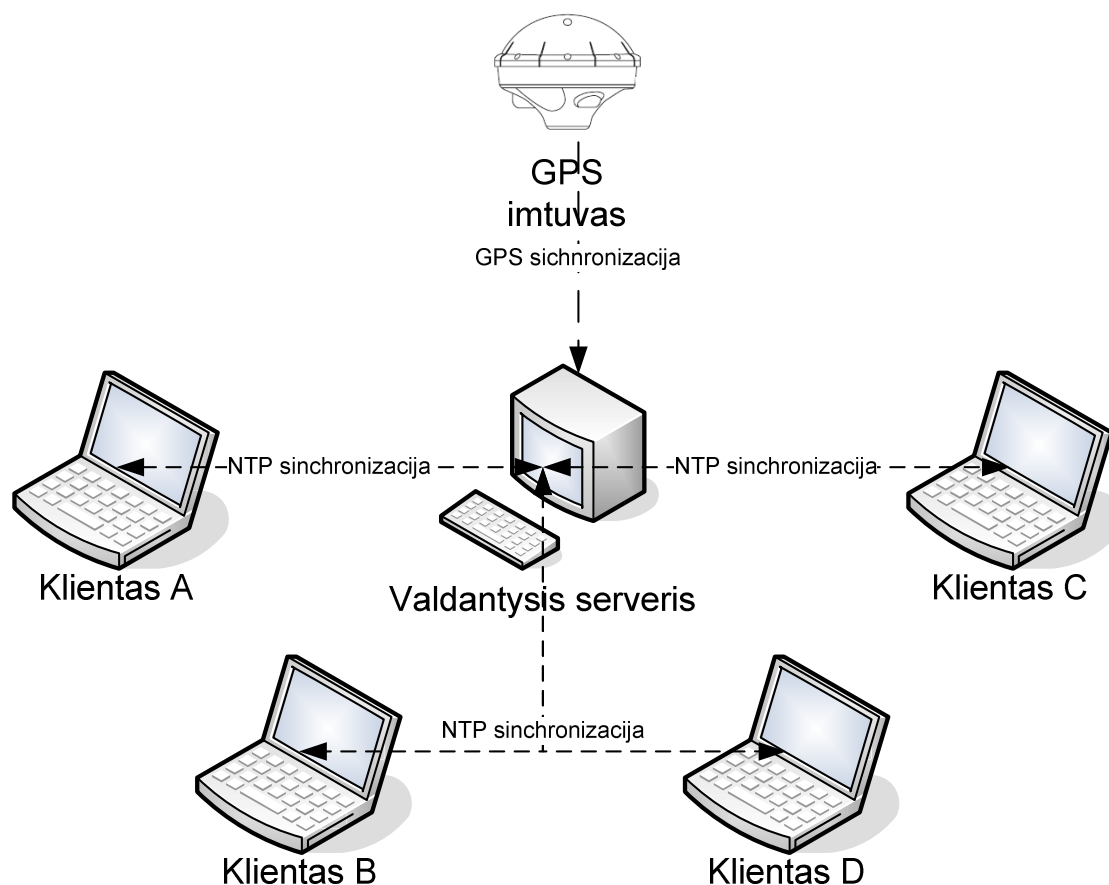 GPS
imtuvas
GPS sichnronizacija
NTP sinchronizacija
NTP sinchronizacija
Klientas A
Valdantysis serveris
Klientas C
NTP sinchronizacija
Klientas B
Klientas D